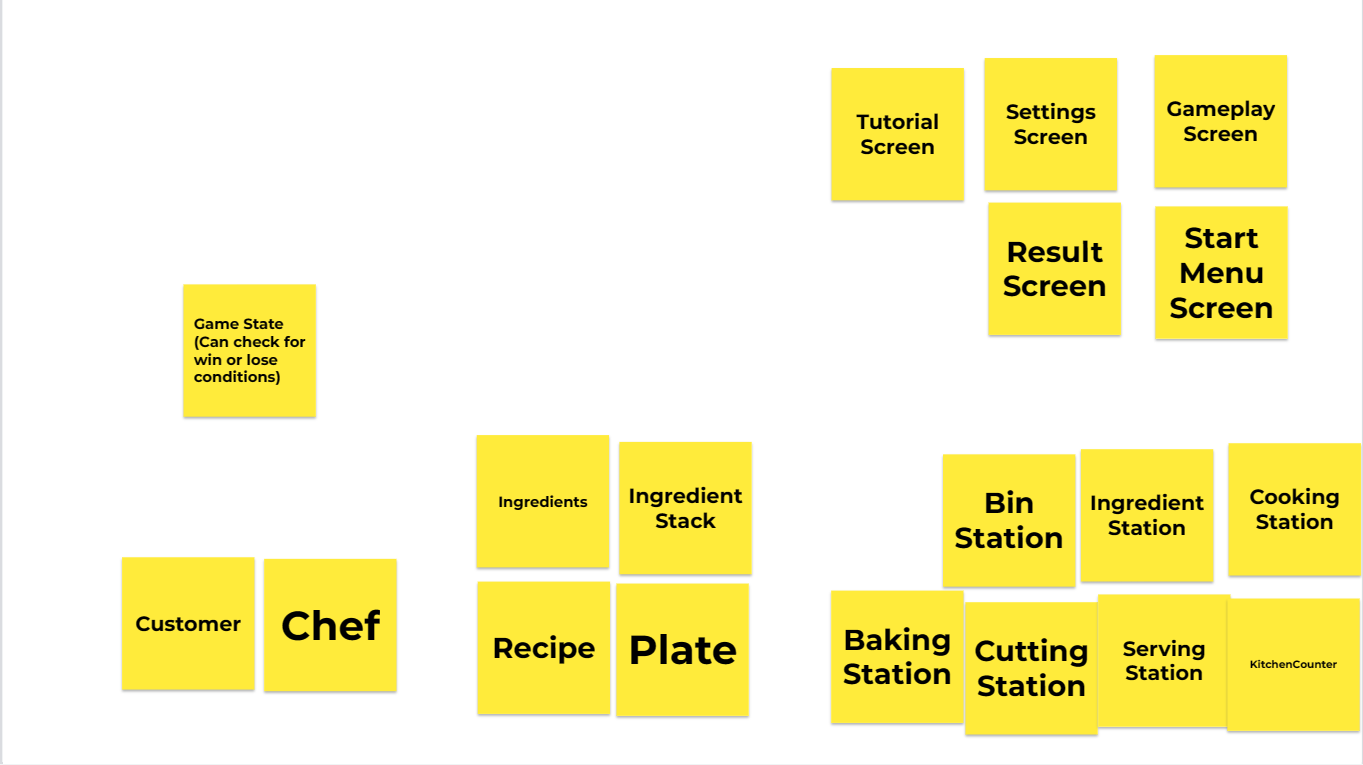 Tutorial
Screen
Settings
Screen
Gameplay
Screen
Result
Screen
Start
Menu
Screen
Game State
(Can check for
win or lose
conditions)
Ingredients
Ingredient
Stack
Recipe
Plate
Customer
Chef
Bin
Station
Ingredient
Station
Cooking
Station
Baking
Station
Cutting
Station
Serving
Station
KitchenCounter